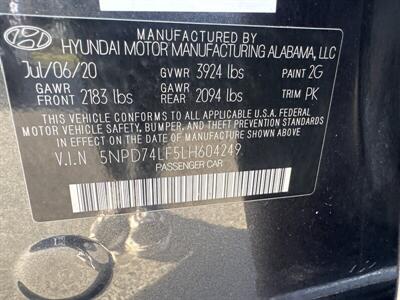 BY HYUNDAI MOTOR MANUFACTURING ALABAMA, LLC
Jul/06/20 GVWR 3924 lbs PAINT 2G
GAWR FRONT 2183 lbs GAWR REAR 2094 lbs TRIM PK
THIS VEHICLE CONFORMS TO ALL APPLICABLE U.S.A. FEDERAL
MOTOR VEHICLE SAFETY, BUMPER, AND THEFT PREVENTION STANDARDS
IN EFFECT ON THE DATE OF MANUFACTURE SHOWN ABOVE.
V.I.N 5NPD74LF5LH604249
PASSENGER CAR